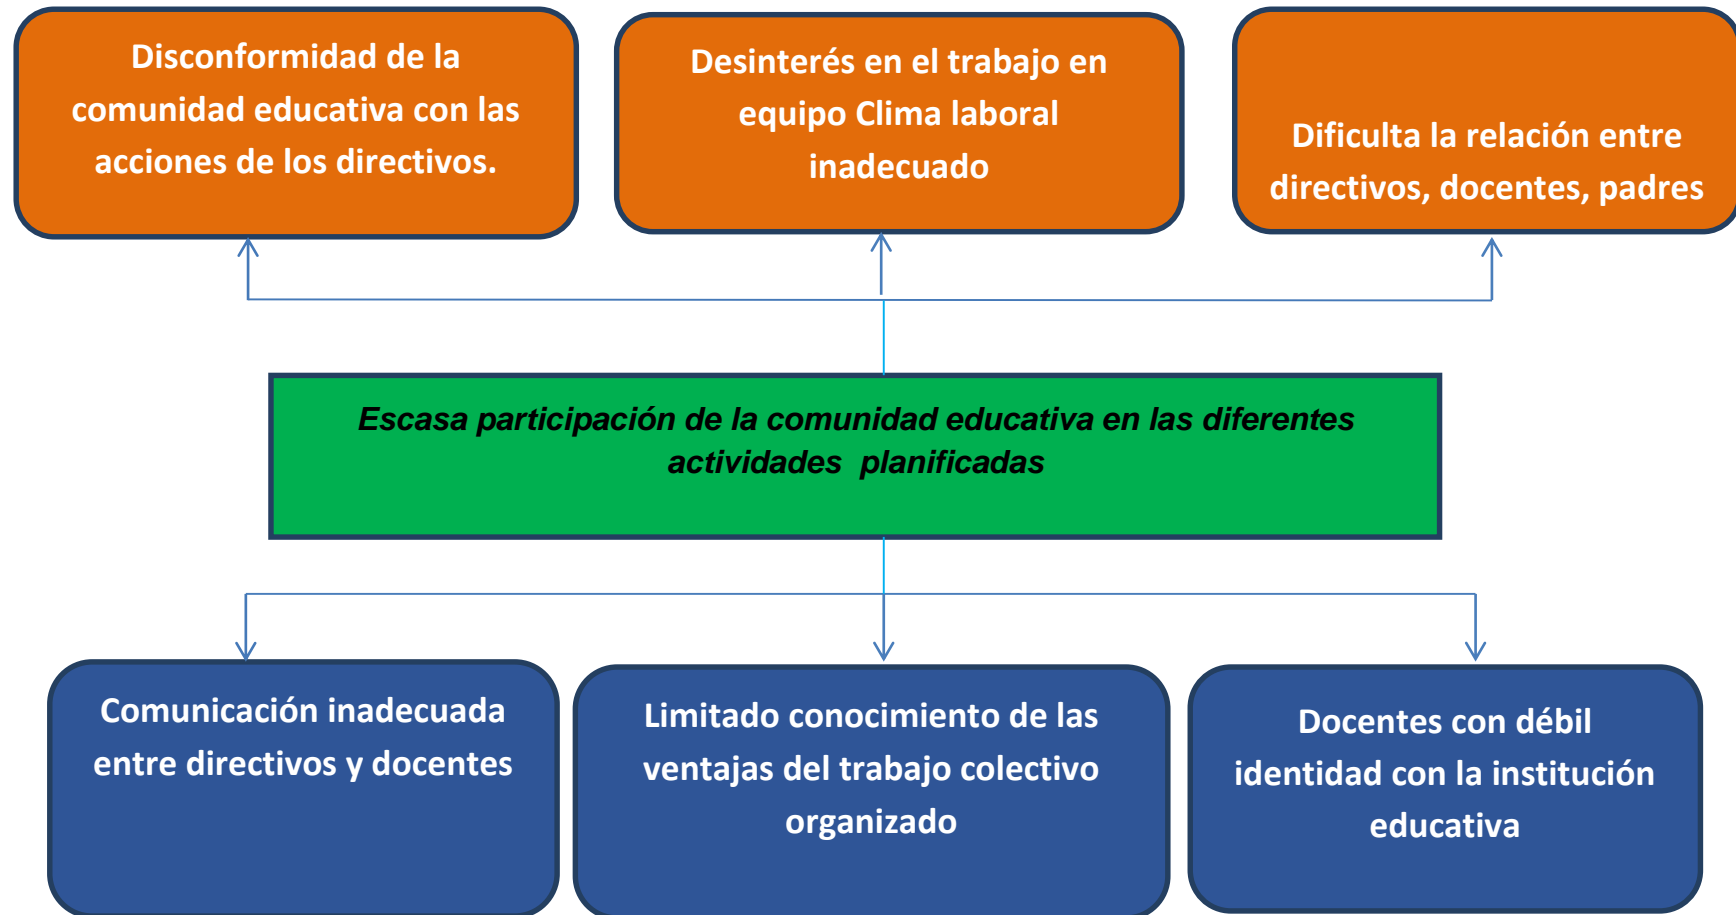 Disconformidad de la
comunidad educativa con las
acciones de los directivos.
Desinterés en el trabajo en
equipo Clima laboral
inadecuado
Dificulta la relación entre
directivos, docentes, padres
Escasa participación de la comunidad educativa en las diferentes
actividades  planificadas
Comunicación inadecuada
entre directivos y docentes
Limitado conocimiento de las
ventajas del trabajo colectivo
organizado
Docentes con débil
identidad con la institución
educativa